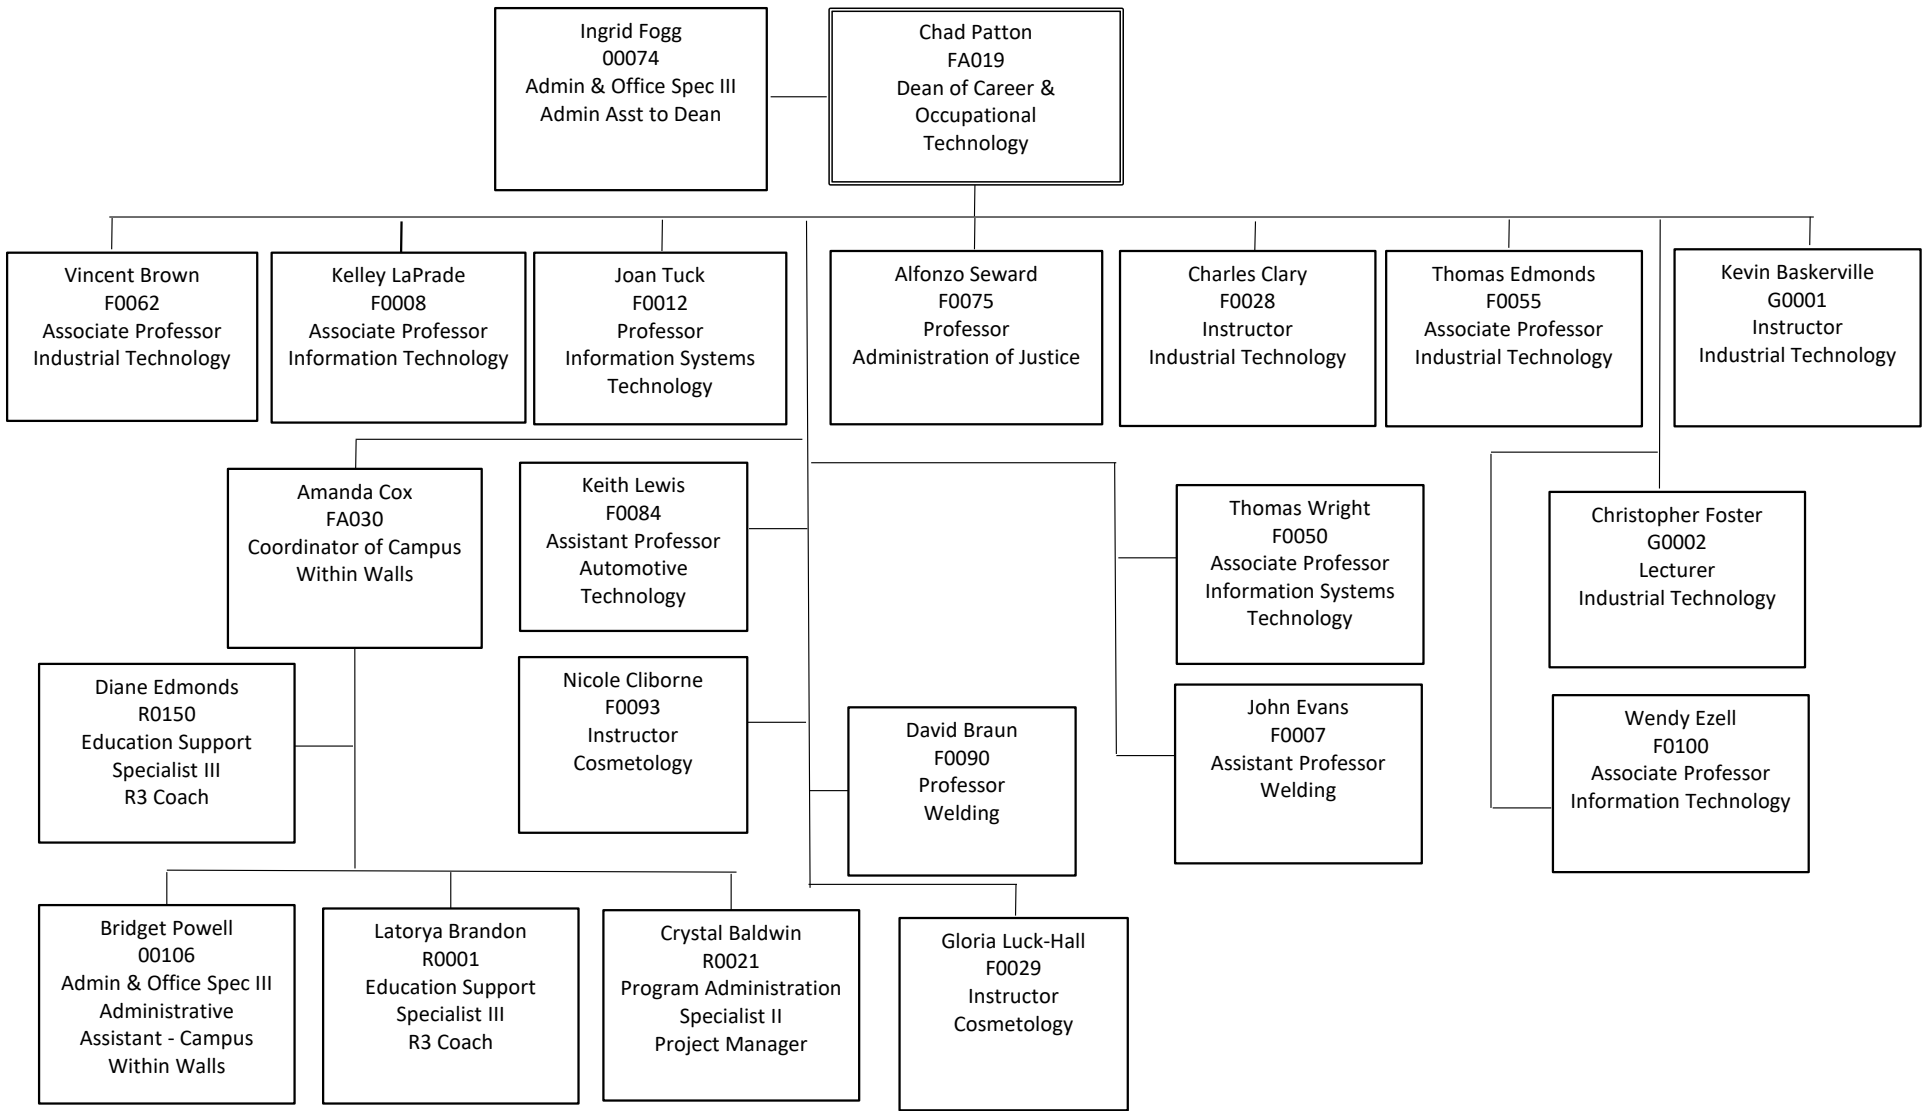 Ingrid Fogg
00074
Admin & Office Spec III
Admin Asst to Dean
Chad Patton
FA019
Dean of Career &
Occupational
Technology
Vincent Brown
F0062
Associate Professor
Industrial Technology
Kelley LaPrade
F0008
Associate Professor
Information Technology
Joan Tuck
F0012
Professor
Information Systems
Technology
Alfonzo Seward
F0075
Professor
Administration of Justice
Charles Clary
F0028
Instructor
Industrial Technology
Thomas Edmonds
F0055
Associate Professor
Industrial Technology
Kevin Baskerville
G0001
Instructor
Industrial Technology
Amanda Cox
FA030
Coordinator of Campus
Within Walls
Keith Lewis
F0084
Assistant Professor
Automotive
Technology
Thomas Wright
F0050
Associate Professor
Information Systems
Technology
Christopher Foster
G0002
Lecturer
Industrial Technology
Diane Edmonds
R0150
Education Support
Specialist III
R3 Coach
Nicole Cliborne
F0093
Instructor
Cosmetology
David Braun
F0090
Professor
Welding
John Evans
F0007
Assistant Professor
Welding
Wendy Ezell
F0100
Associate Professor
Information Technology
Bridget Powell
00106
Admin & Office Spec III
Administrative
Assistant - Campus
Within Walls
Latorya Brandon
R0001
Education Support
Specialist III
R3 Coach
Crystal Baldwin
R0021
Program Administration
Specialist II
Project Manager
Gloria Luck-Hall
F0029
Instructor
Cosmetology